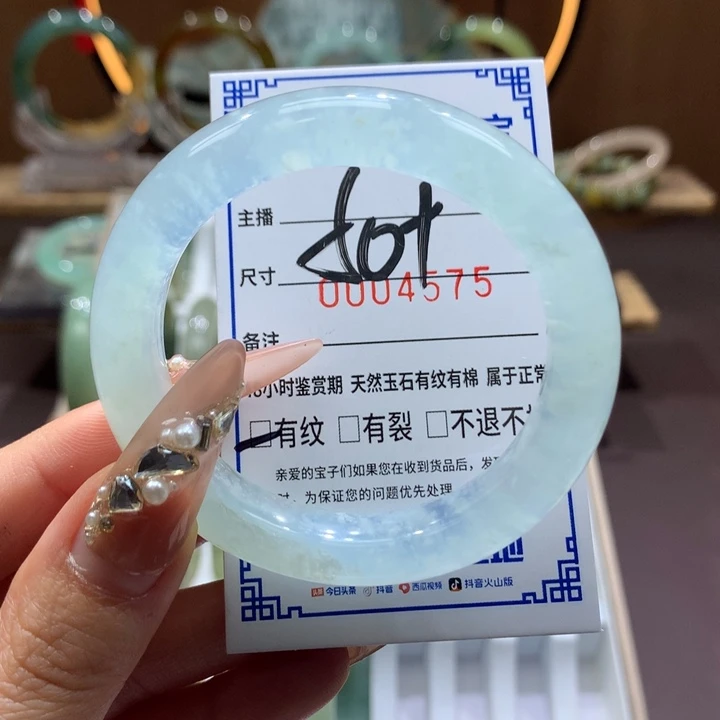 主播
尺寸
0004575
备注
小时鉴赏期 天然玉石有纹有棉 属于正常
□有纹 □有裂 □不退不
亲爱的宝子们如果您在收到货品后，发
为保证您的问题优先处理
头条 今日头条 抖音 西瓜视频 抖音火山版